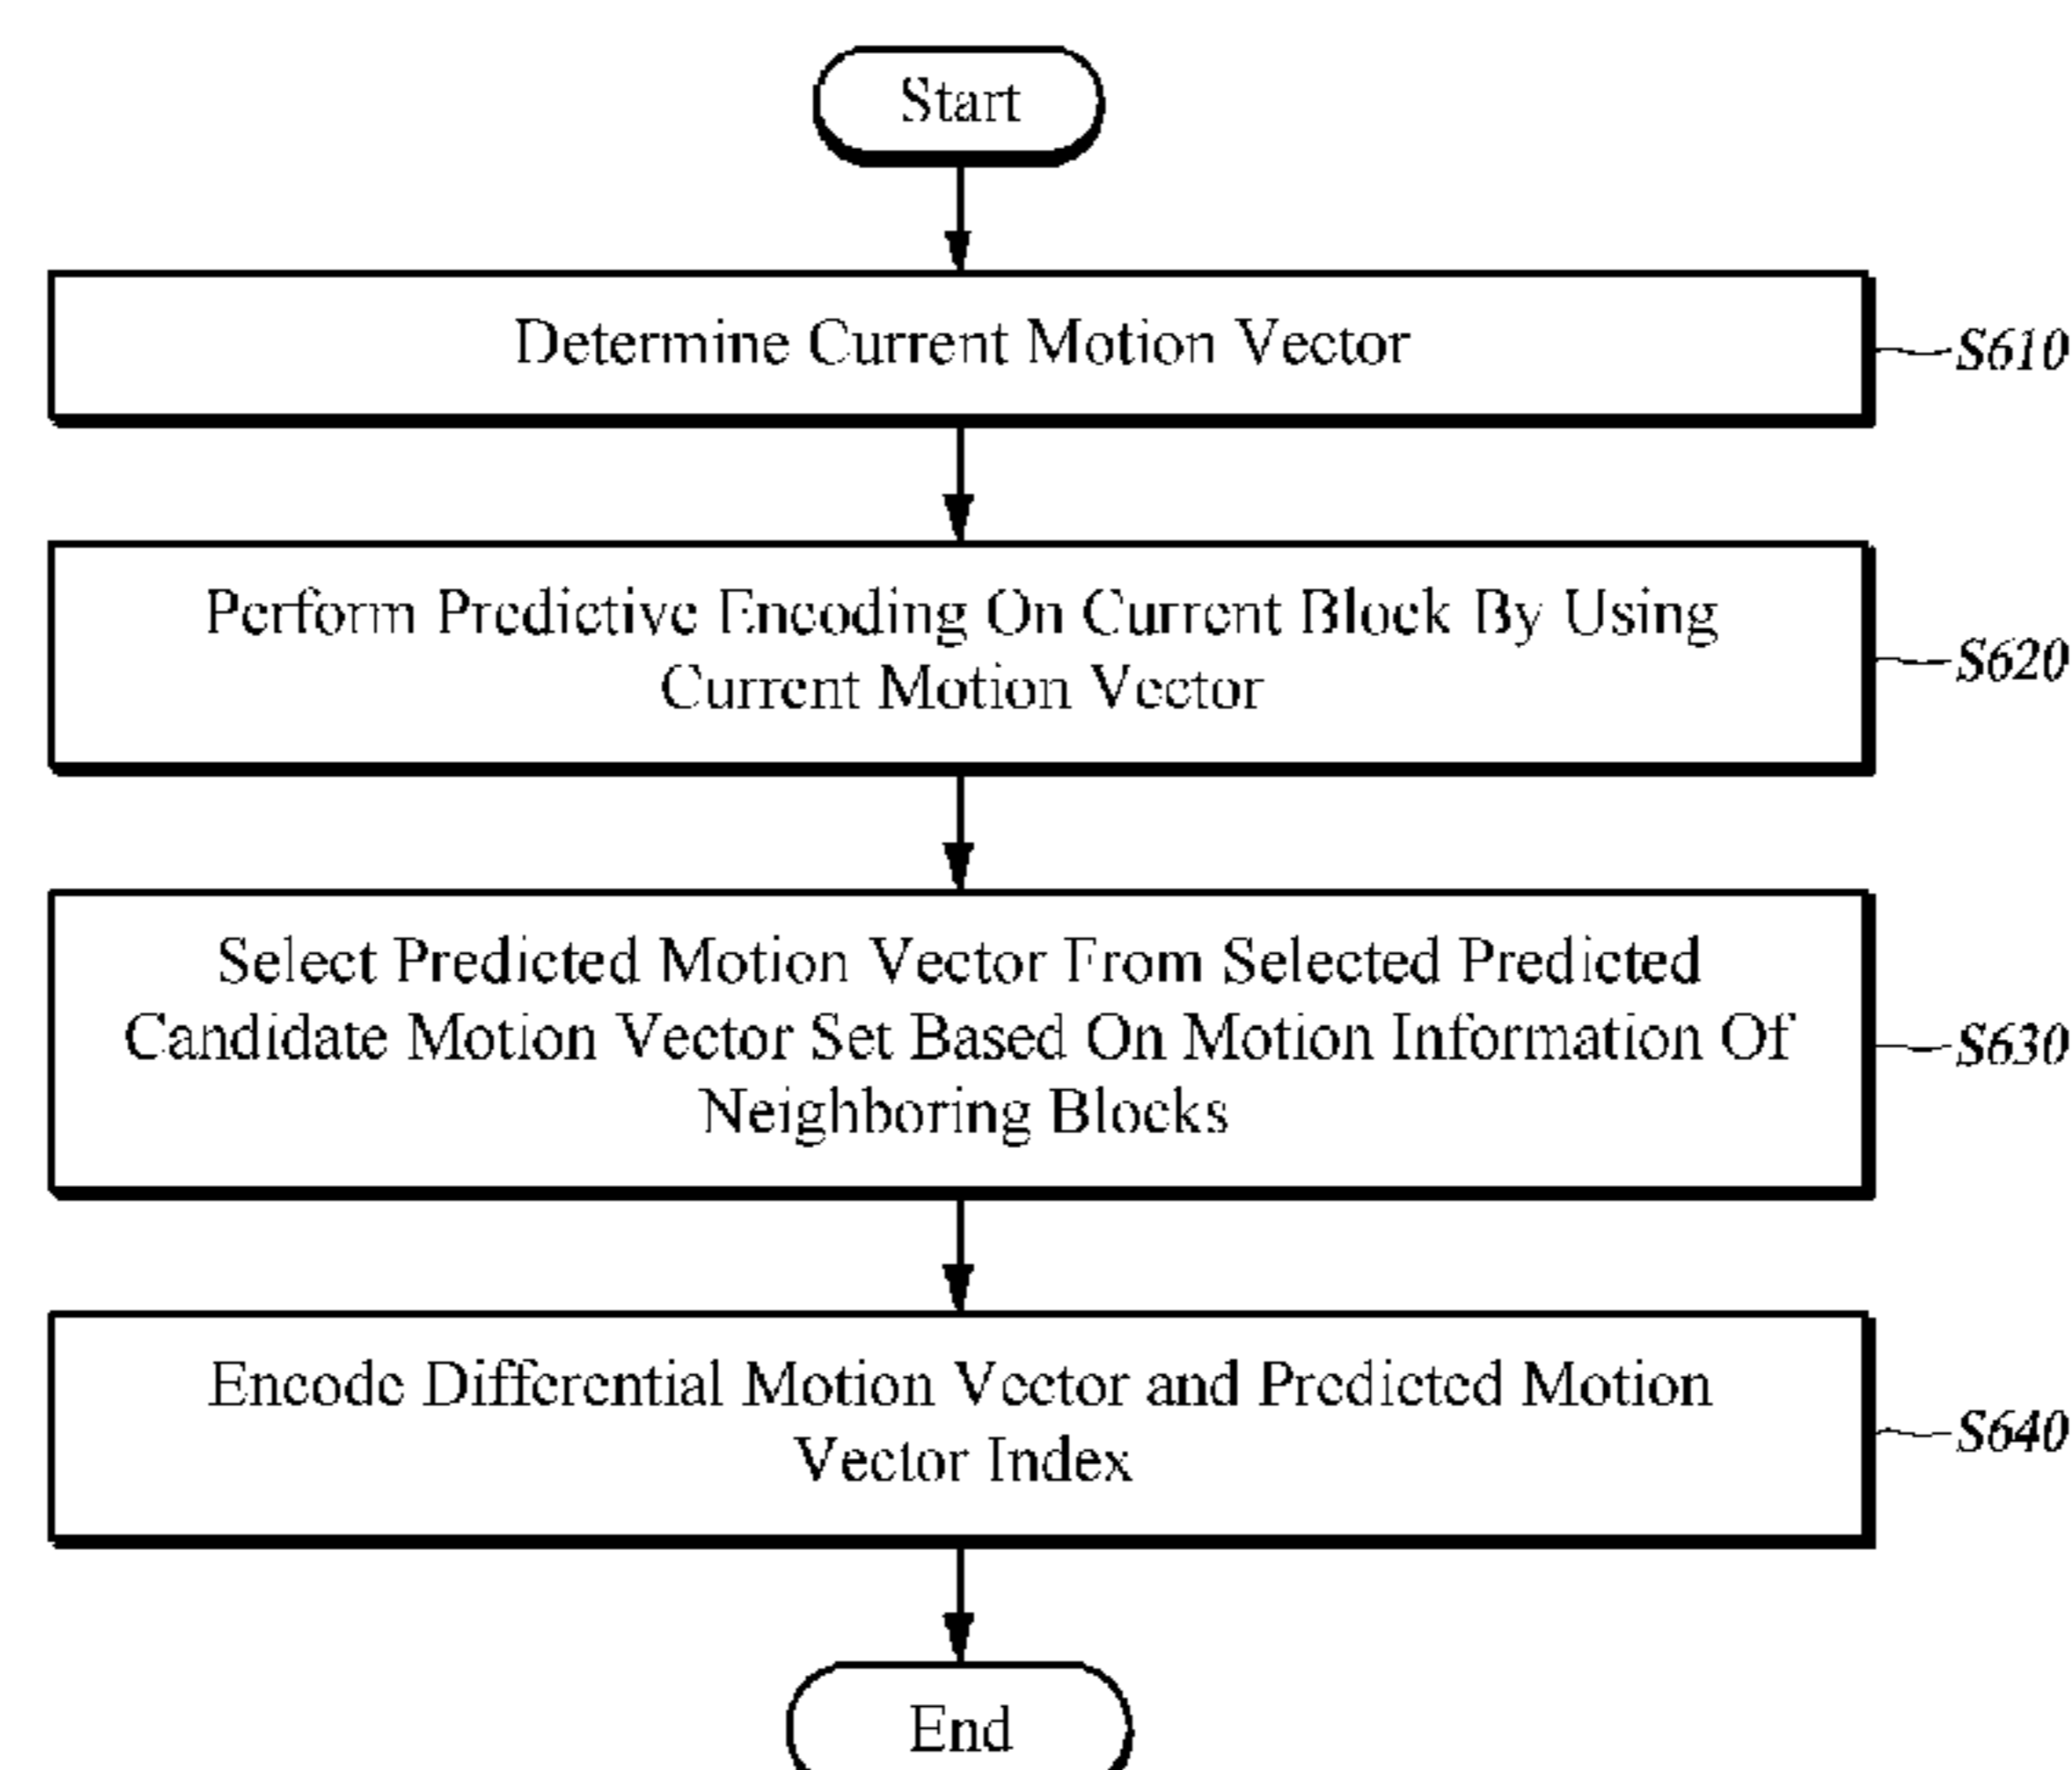 Start
Determine Current Motion Vector
S610
Perform Predictive Encoding On Current Block By Using
Current Motion Vector
S620
Select Predicted Motion Vector From Selected Predicted
Candidate Motion Vector Set Based On Motion Information Of
Neighboring Blocks
S630
Encode Differential Motion Vector and Predicted Motion
Vector Index
S640
End